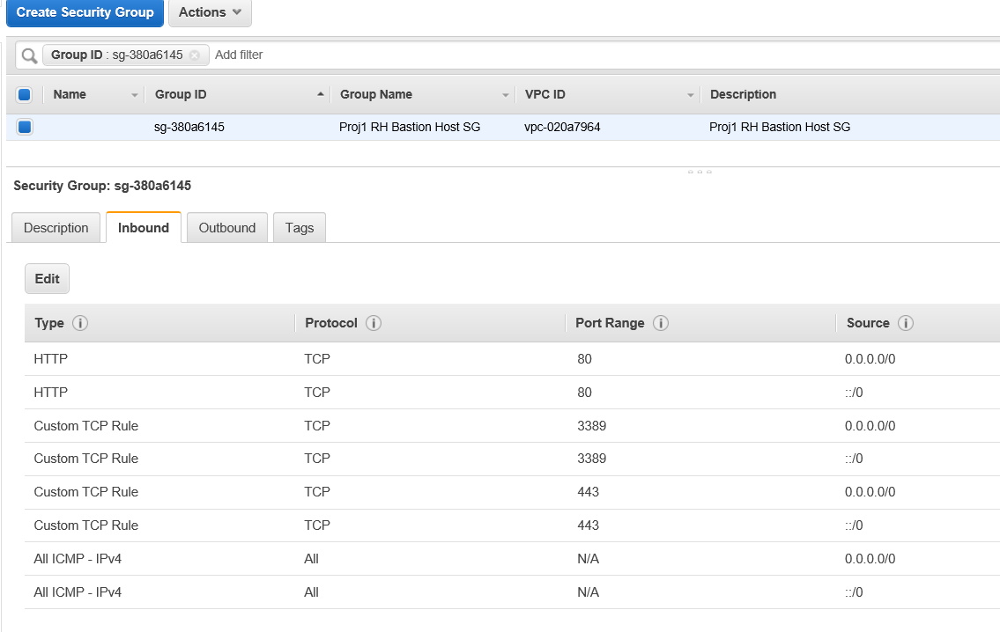 Create Security Group Actions
Group ID : sg-380a6145 Add filter
Name Group ID Group Name VPC ID Description
sg-380a6145 Proj1 RH Bastion Host SG vpc-020a7964 Proj1 RH Bastion Host SG
Security Group: sg-380a6145
Description Inbound Outbound Tags
Edit
Type i Protocol i Port Range i Source i
HTTP TCP 80 0.0.0.0/0
HTTP TCP 80 ::/0
Custom TCP Rule TCP 3389 0.0.0.0/0
Custom TCP Rule TCP 3389 ::/0
Custom TCP Rule TCP 443 0.0.0.0/0
Custom TCP Rule TCP 443 ::/0
All ICMP - IPv4 All N/A 0.0.0.0/0
All ICMP - IPv4 All N/A ::/0